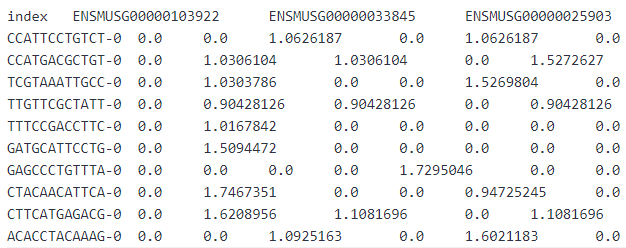 index ENSMUSG00000103922 ENSMUSG00000033845 ENSMUSG00000025903
CCATTCCTGTCT-0 0.0 0.0 1.0626187 0.0 1.0626187 0.0
CCATGACGCTGT-0 0.0 1.0306104 1.0306104 0.0 1.5272627
TCGTAAATTGCC-0 0.0 1.0303786 0.0 0.0 1.5269804 0.0
TTGTTCGCTATT-0 0.0 0.90428126 0.90428126 0.0 0.90428126
TTTCCGACCTTC-0 0.0 1.0167842 0.0 0.0 0.0 0.0
GATGCATTCCTG-0 0.0 1.5094472 0.0 0.0 0.0 0.0
GAGCCCTGTTTA-0 0.0 0.0 0.0 1.7295046 0.0 0.0
CTACAACATTCA-0 0.0 1.7467351 0.0 0.0 0.94725245 0.0
CTTCATGAGACG-0 0.0 1.6208956 1.1081696 0.0 1.1081696
ACACCTACAAAG-0 0.0 0.0 1.0925163 0.0 1.6021183 0.0